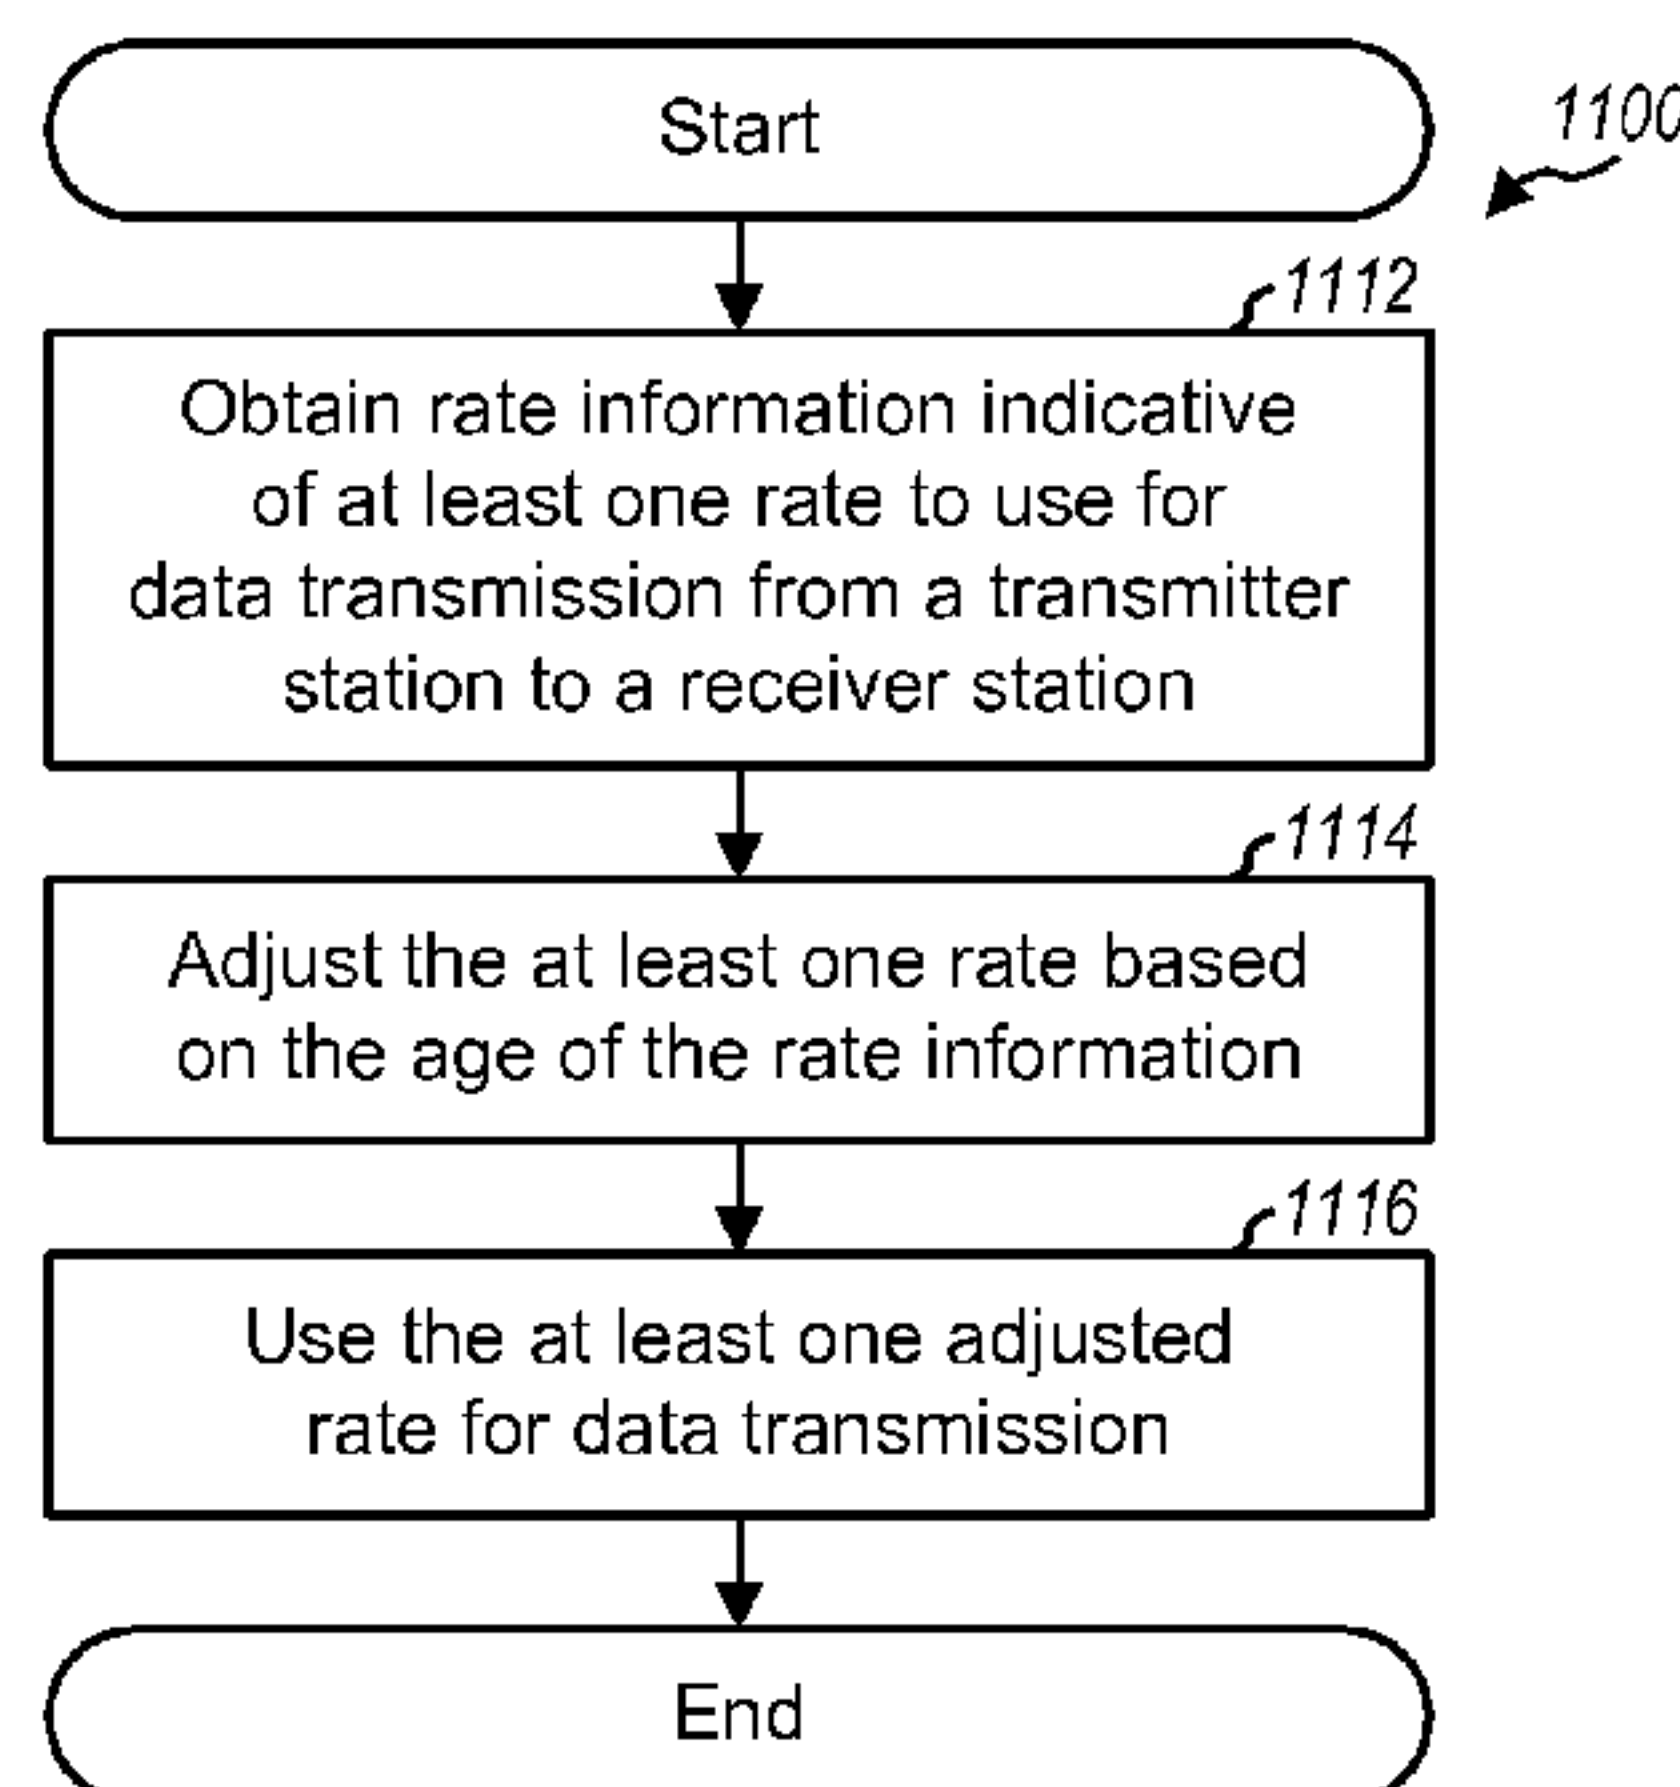 Start
1100
1112
Obtain rate information indicative
of at least one rate to use for
data transmission from a transmitter
station to a receiver station
1114
Adjust the at least one rate based
on the age of the rate information
1116
Use the at least one adjusted
rate for data transmission
End